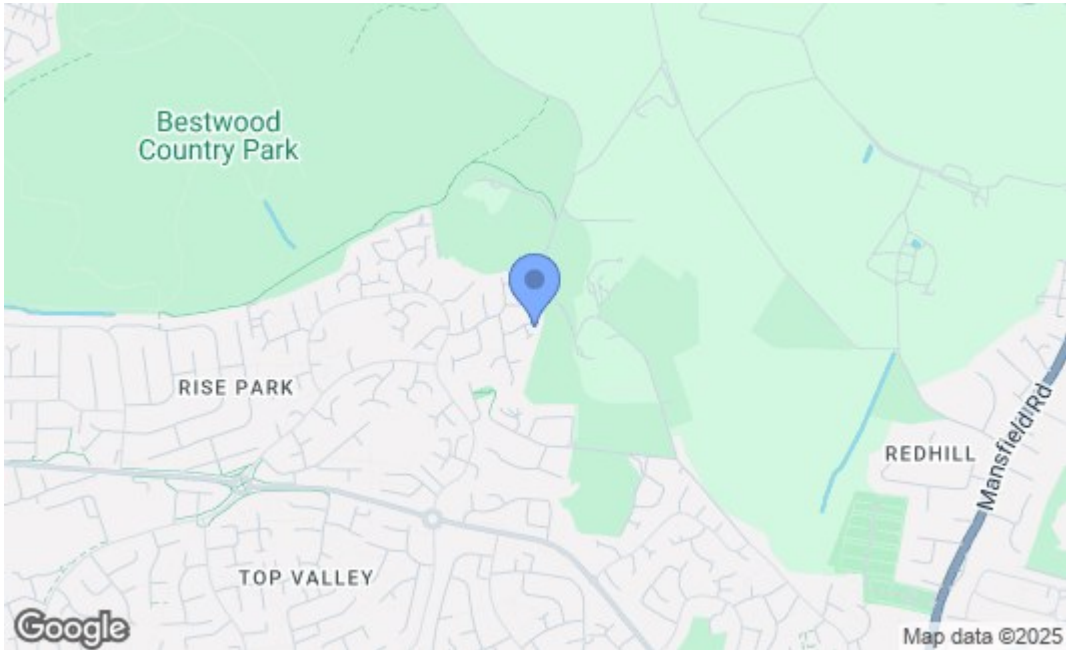 Bestwood
Country Park
RISE PARK
REDHILL
Mansfield Rd
TOP VALLEY
Google
Map data ©2025